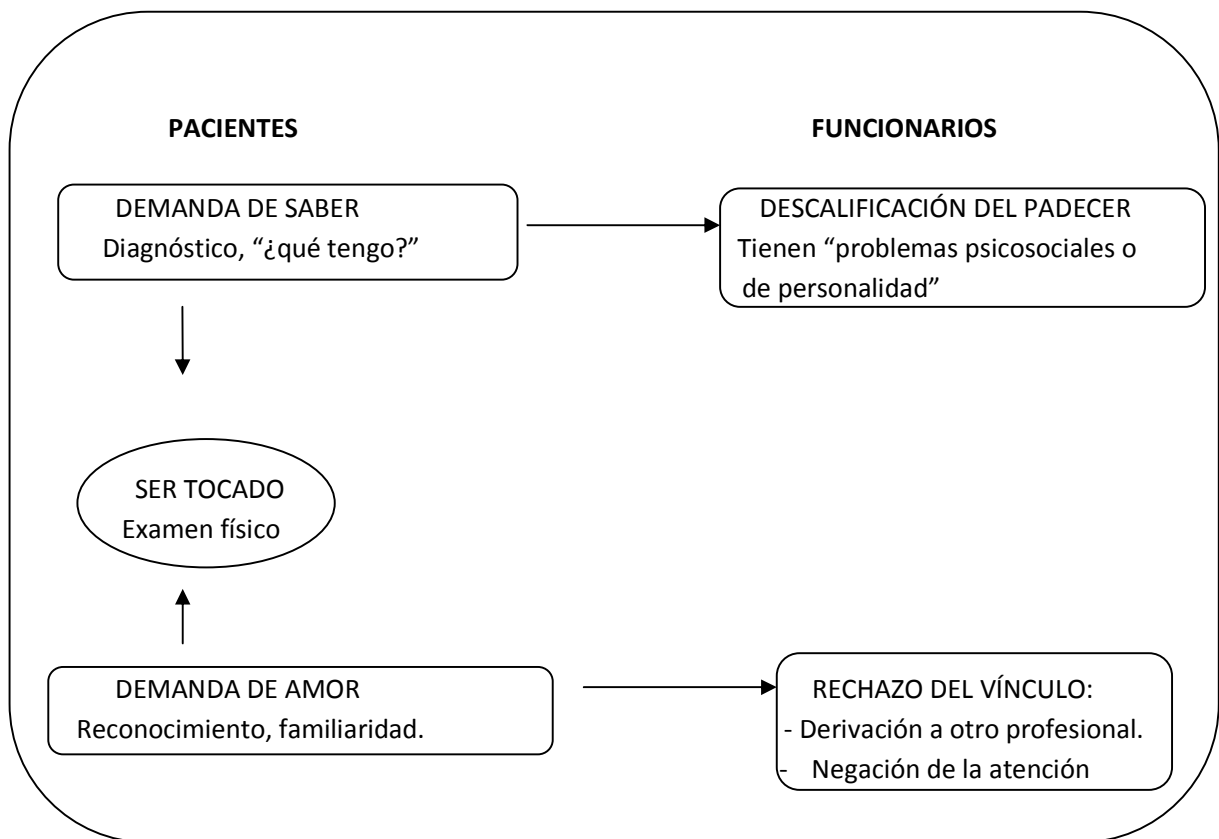 PACIENTES
FUNCIONARIOS
DEMANDA DE SABER
Diagnóstico, “¿qué tengo?”
DESCALIFICACIÓN DEL PADECER
Tienen “problemas psicosociales o
de personalidad”
SER TOCADO
Examen físico
DEMANDA DE AMOR
Reconocimiento, familiaridad.
RECHAZO DEL VÍNCULO:
- Derivación a otro profesional.
- Negación de la atención